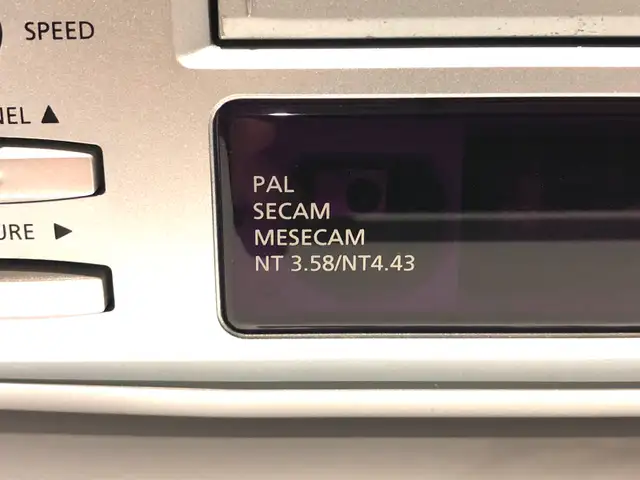 SPEED
NEL ▲
URE ►
PAL
SECAM
MESECAM
NT 3.58/NT4.43